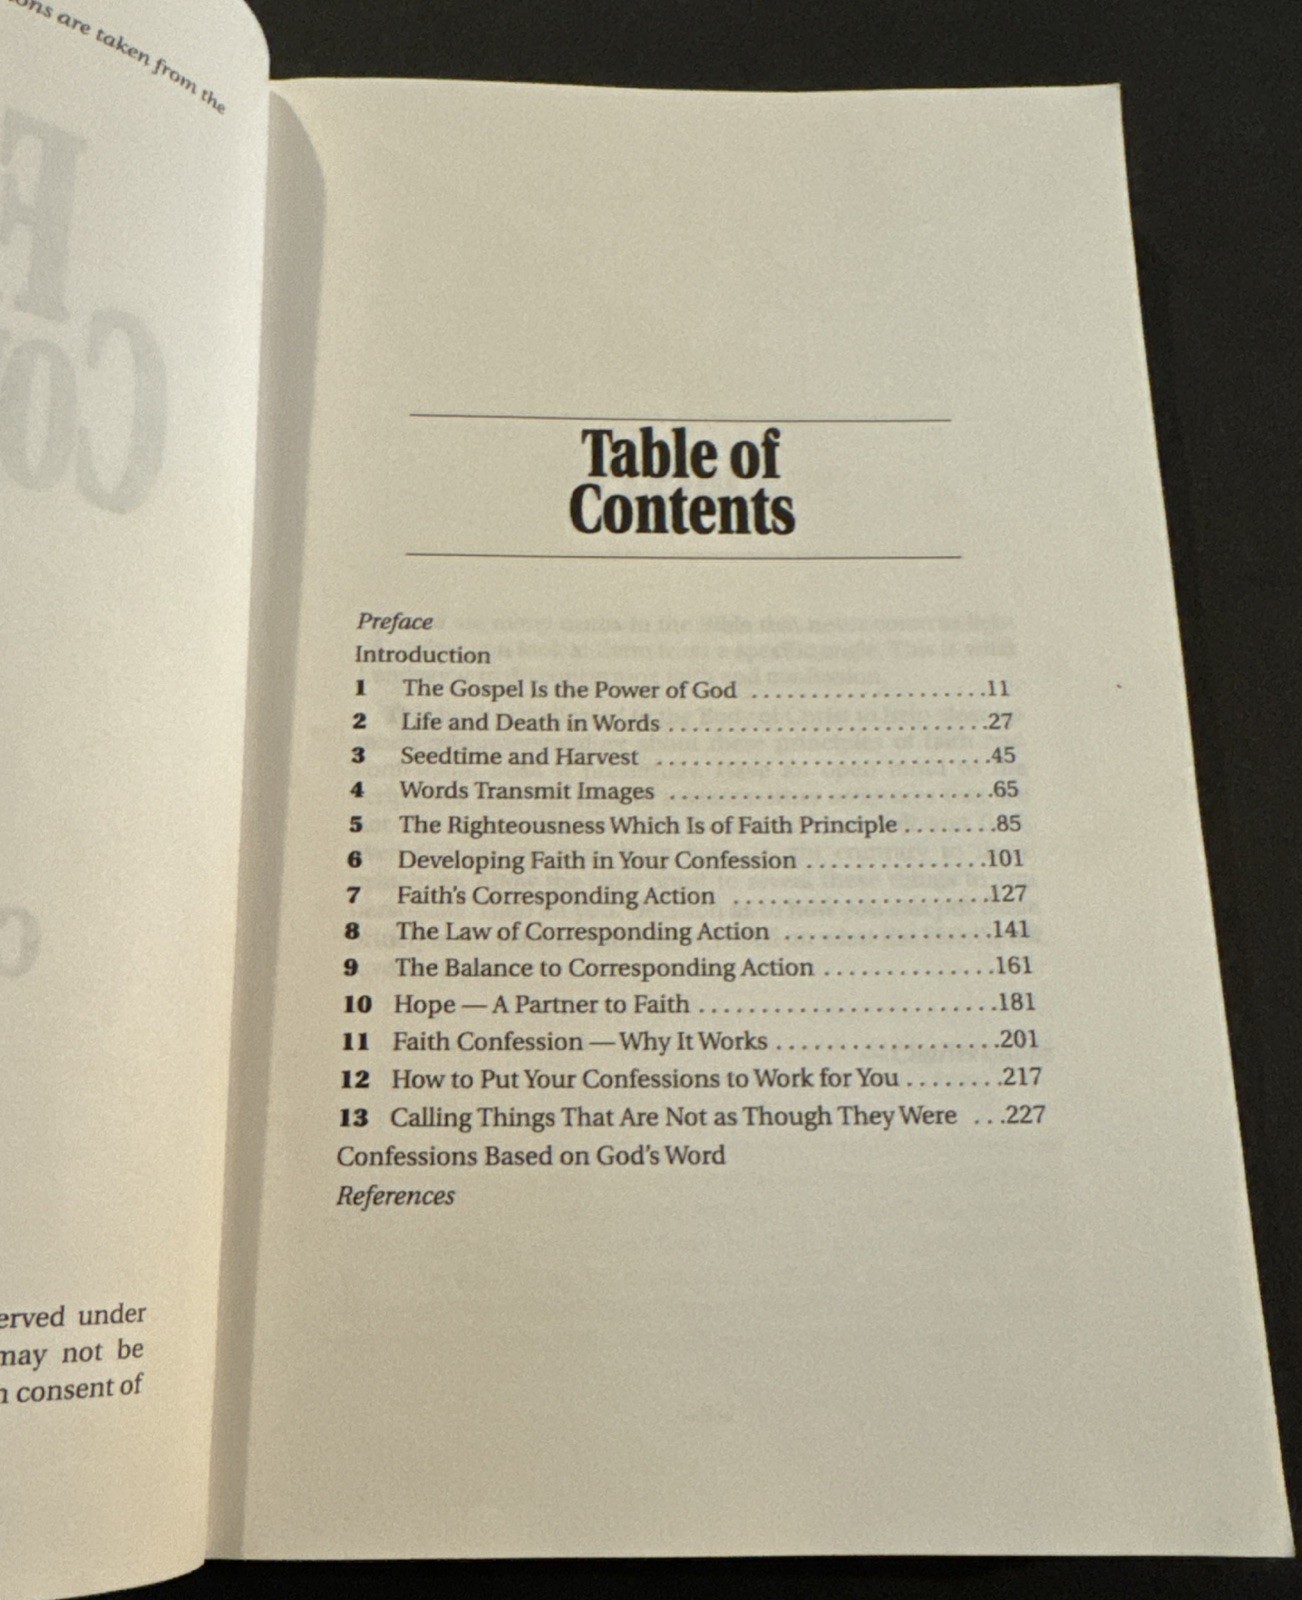 ons are taken from the
erved under
may not be
n consent of
Table of
Contents
Preface
Introduction
1 The Gospel Is the Power of God ....................11
2 Life and Death in Words ...........................27
3 Seedtime and Harvest ............................45
4 Words Transmit Images ...........................65
5 The Righteousness Which Is of Faith Principle ........85
6 Developing Faith in Your Confession ...............101
7 Faith's Corresponding Action .....................127
8 The Law of Corresponding Action ..................141
9 The Balance to Corresponding Action ..............161
10 Hope — A Partner to Faith .........................181
11 Faith Confession — Why It Works ...................201
12 How to Put Your Confessions to Work for You ........217
13 Calling Things That Are Not as Though They Were ...227
Confessions Based on God's Word
References